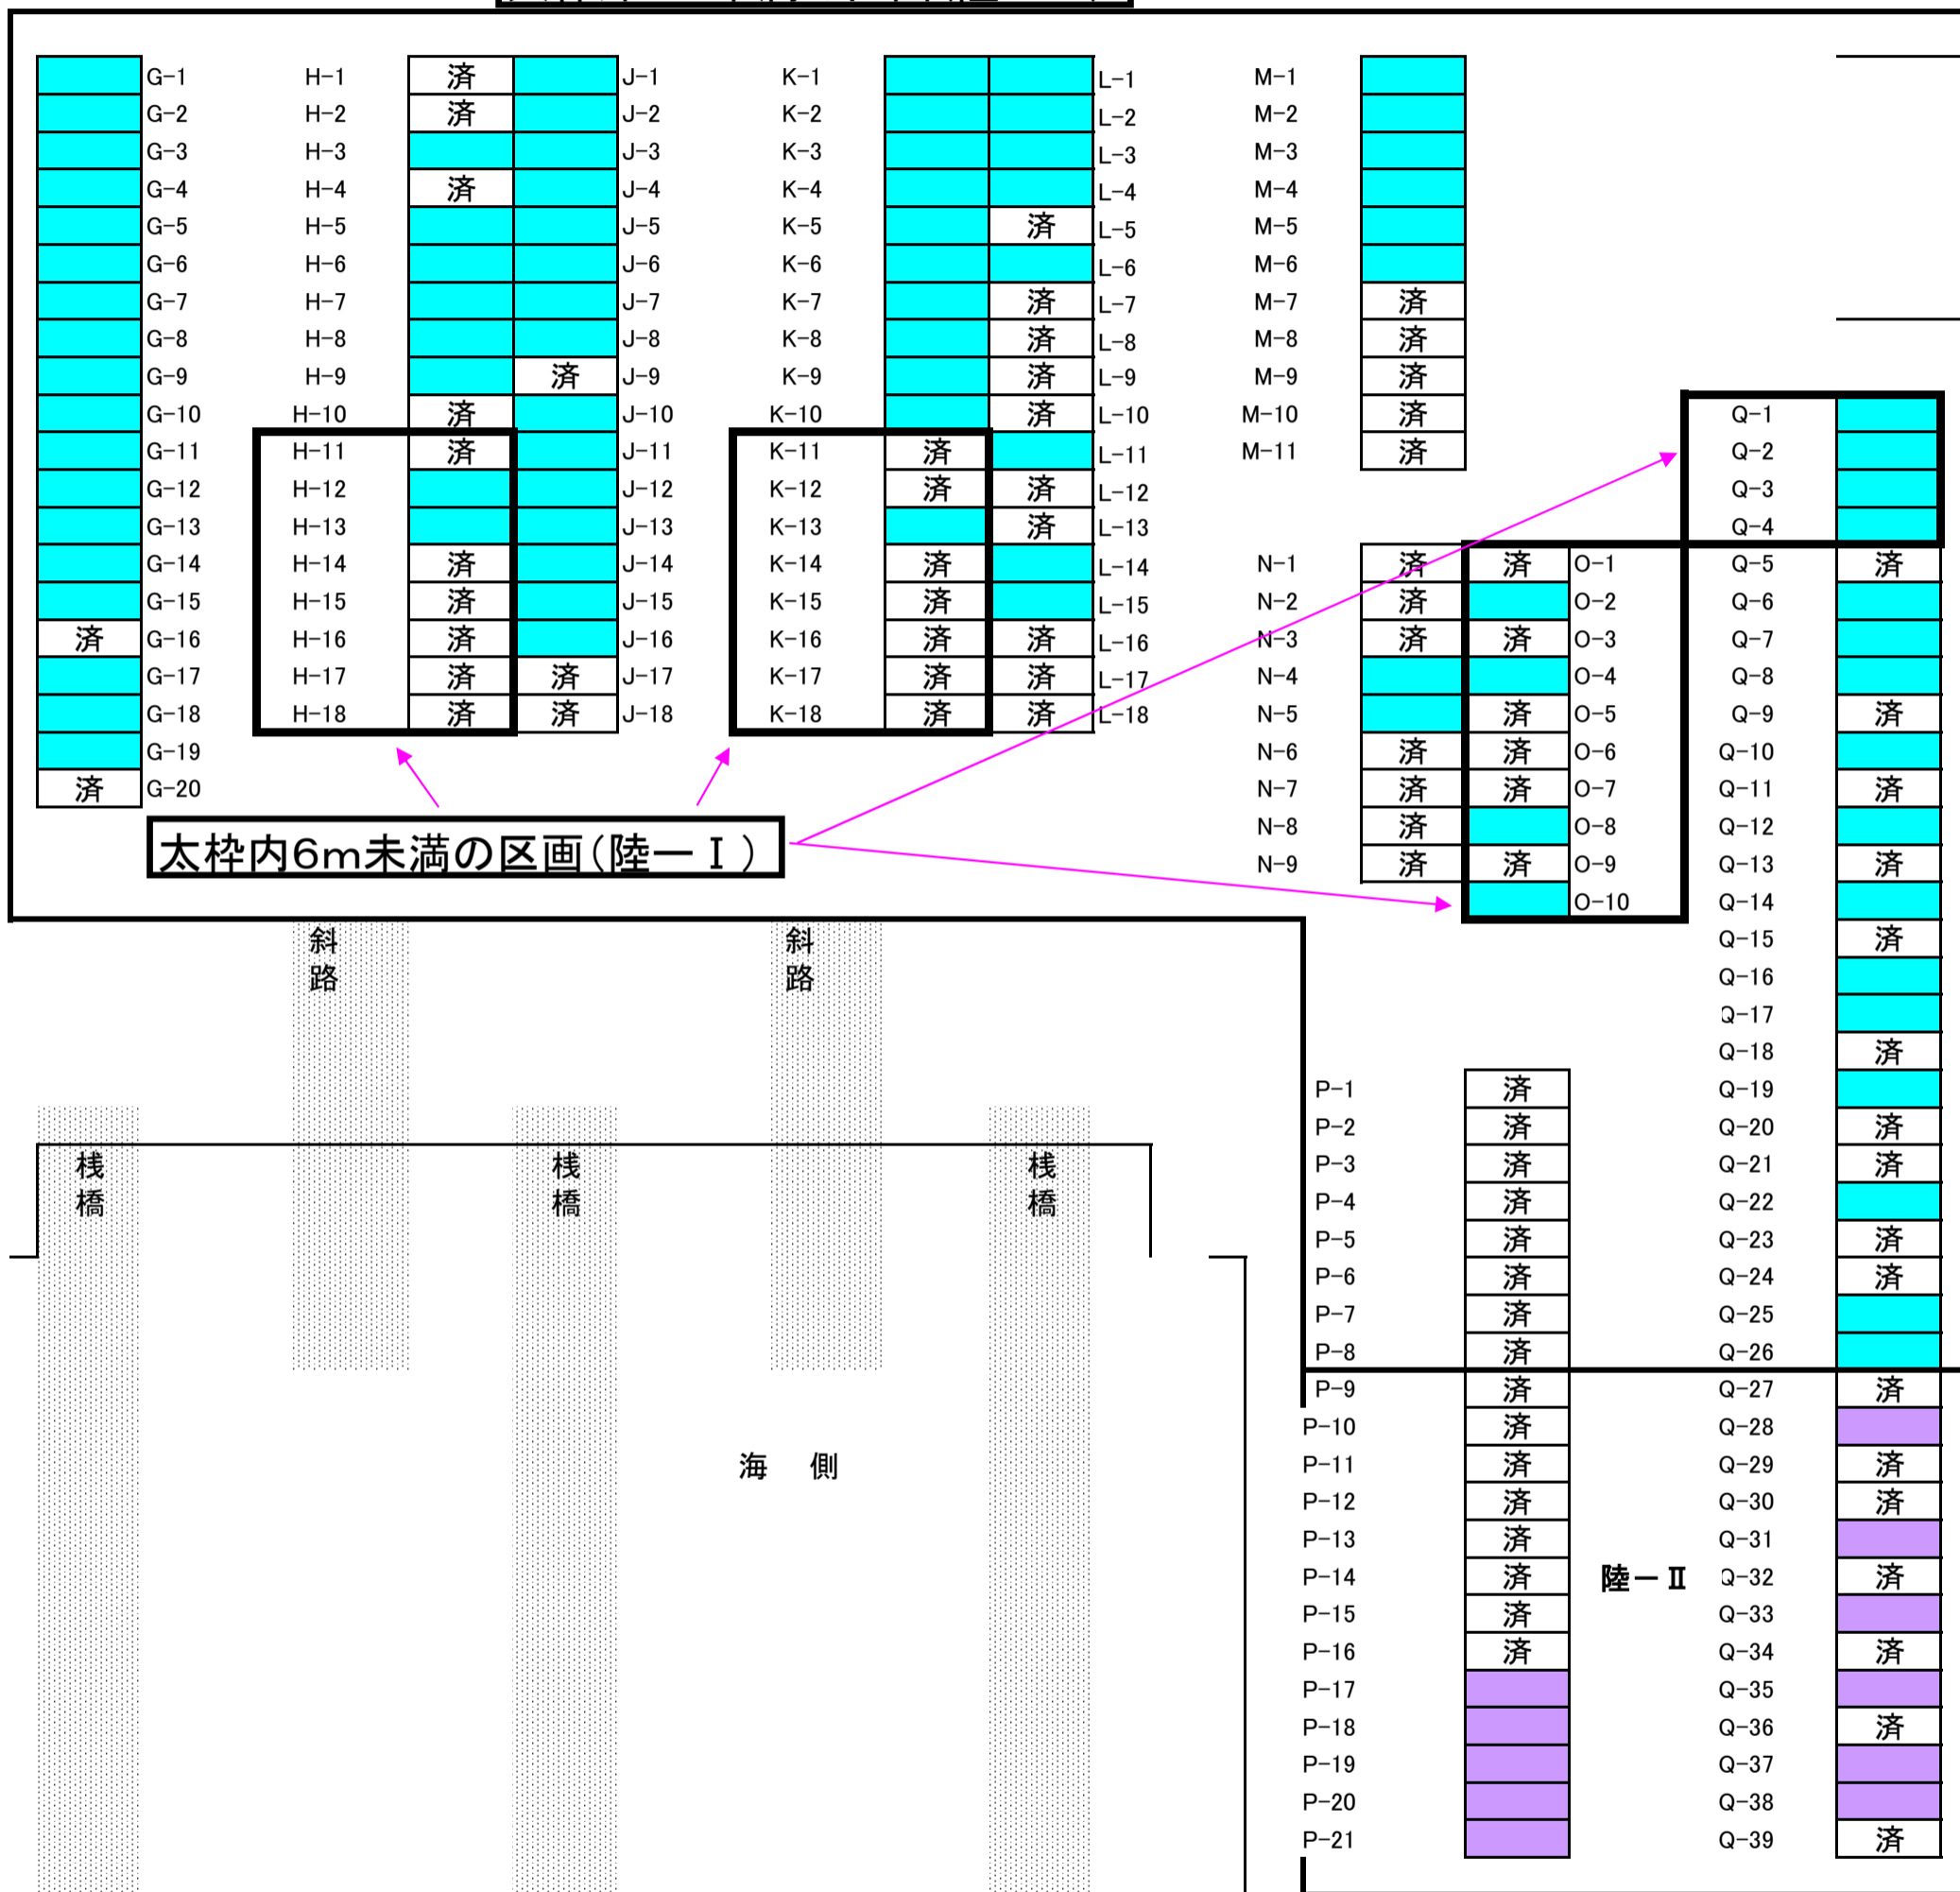 G-1 H-1 済 J-1 K-1 L-1 M-1
G-2 H-2 済 J-2 K-2 L-2 M-2
G-3 H-3 J-3 K-3 L-3 M-3
G-4 H-4 済 J-4 K-4 L-4 M-4
G-5 H-5 J-5 K-5 済 L-5 M-5
G-6 H-6 J-6 K-6 L-6 M-6
G-7 H-7 J-7 K-7 済 L-7 M-7 済
G-8 H-8 J-8 K-8 済 L-8 M-8 済
G-9 H-9 済 J-9 K-9 済 L-9 M-9 済
G-10 H-10 済 J-10 K-10 済 L-10 M-10 済 Q-1
G-11 H-11 済 J-11 K-11 済 L-11 M-11 済 Q-2
G-12 H-12 J-12 K-12 済 済 L-12 Q-3
G-13 H-13 J-13 K-13 済 L-13 Q-4
G-14 H-14 済 J-14 K-14 済 L-14 N-1 済 済 O-1 Q-5 済
G-15 H-15 済 J-15 K-15 済 L-15 N-2 済 O-2 Q-6
済 G-16 H-16 済 J-16 K-16 済 済 L-16 N-3 済 済 O-3 Q-7
G-17 H-17 済 済 J-17 K-17 済 済 L-17 N-4 O-4 Q-8
G-18 H-18 済 済 J-18 K-18 済 済 L-18 N-5 済 O-5 Q-9 済
G-19 N-6 済 済 O-6 Q-10
済 G-20 N-7 済 済 O-7 Q-11 済
N-8 済 O-8 Q-12
太枠内6m未満の区画(陸ーⅠ) N-9 済 済 O-9 Q-13 済
O-10 Q-14
斜路 斜路 Q-15 済
Q-16
Q-17
Q-18 済
P-1 済 Q-19
P-2 済 Q-20 済
桟橋 桟橋 桟橋 P-3 済 Q-21 済
P-4 済 Q-22
P-5 済 Q-23 済
P-6 済 Q-24 済
P-7 済 Q-25
P-8 済 Q-26
P-9 済 Q-27 済
P-10 済 Q-28
海 側 P-11 済 Q-29 済
P-12 済 Q-30 済
P-13 済 Q-31
P-14 済 陸ーⅡ Q-32 済
P-15 済 Q-33
P-16 済 Q-34 済
P-17 Q-35
P-18 Q-36 済
P-19 Q-37
P-20 Q-38
P-21 Q-39 済